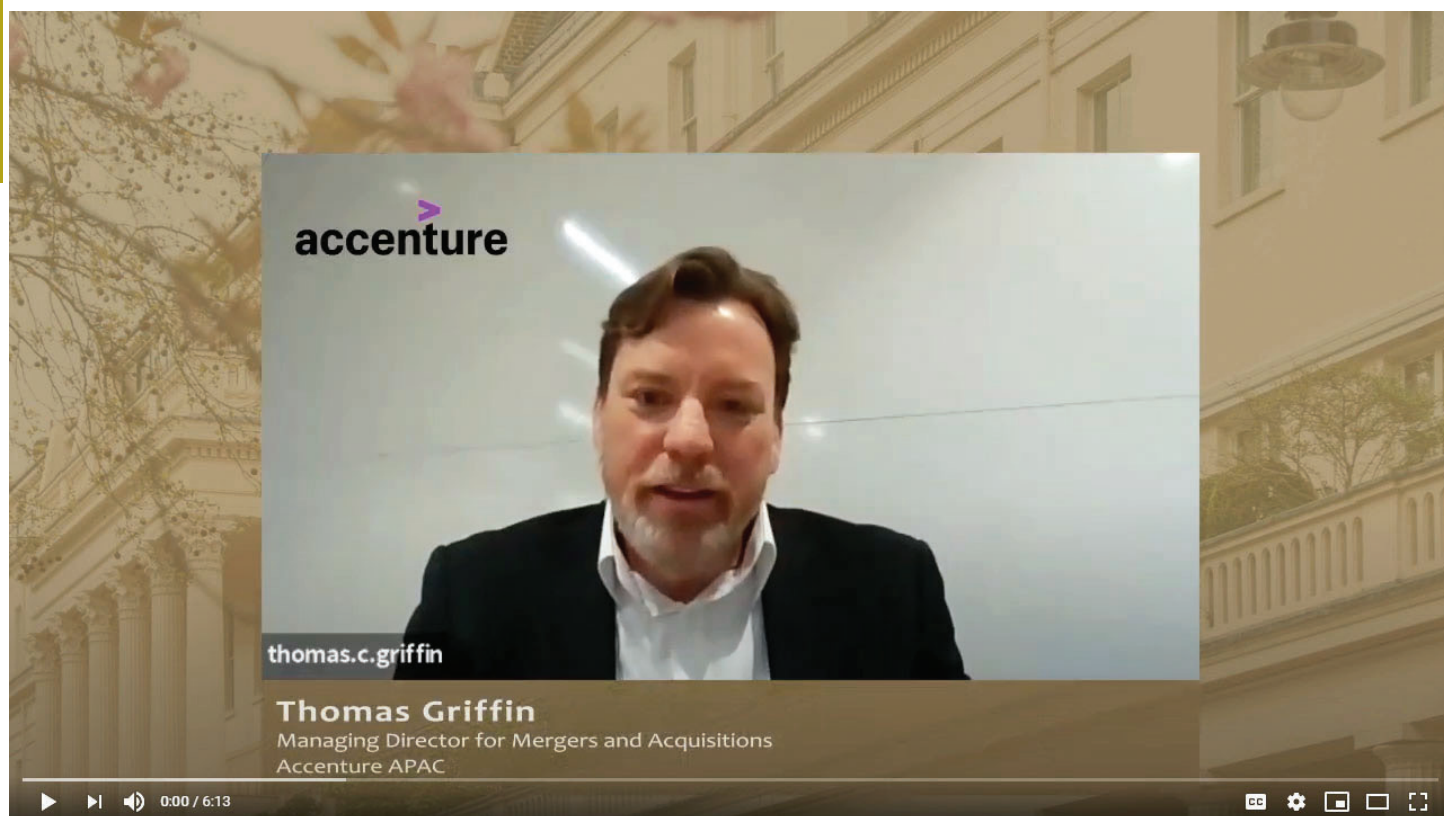 accenture
thomas.c.griffin
Thomas Griffin
Managing Director for Mergers and Acquisitions
Accenture APAC
0:00 / 6:13
CC